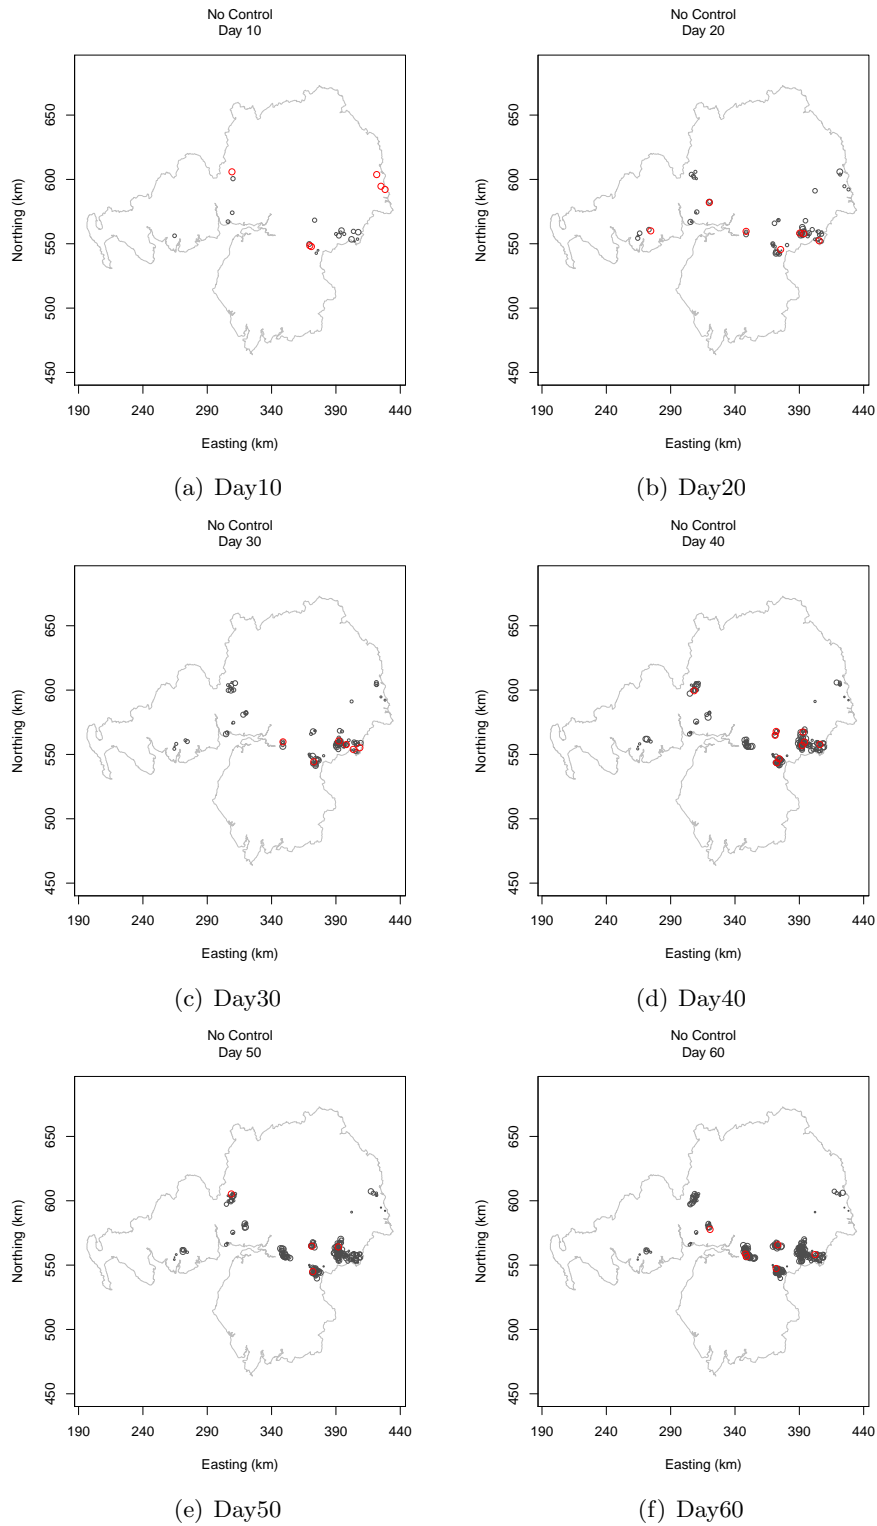 No Control
Day 10
650
600
550
500
450
190 240 290 340 390 440
Northing (km)
Easting (km)
(a) Day10
No Control
Day 20
650
600
550
500
450
190 240 290 340 390 440
Northing (km)
Easting (km)
(b) Day20
No Control
Day 30
650
600
550
500
450
190 240 290 340 390 440
Northing (km)
Easting (km)
(c) Day30
No Control
Day 40
650
600
550
500
450
190 240 290 340 390 440
Northing (km)
Easting (km)
(d) Day40
No Control
Day 50
650
600
550
500
450
190 240 290 340 390 440
Northing (km)
Easting (km)
(e) Day50
No Control
Day 60
650
600
550
500
450
190 240 290 340 390 440
Northing (km)
Easting (km)
(f) Day60